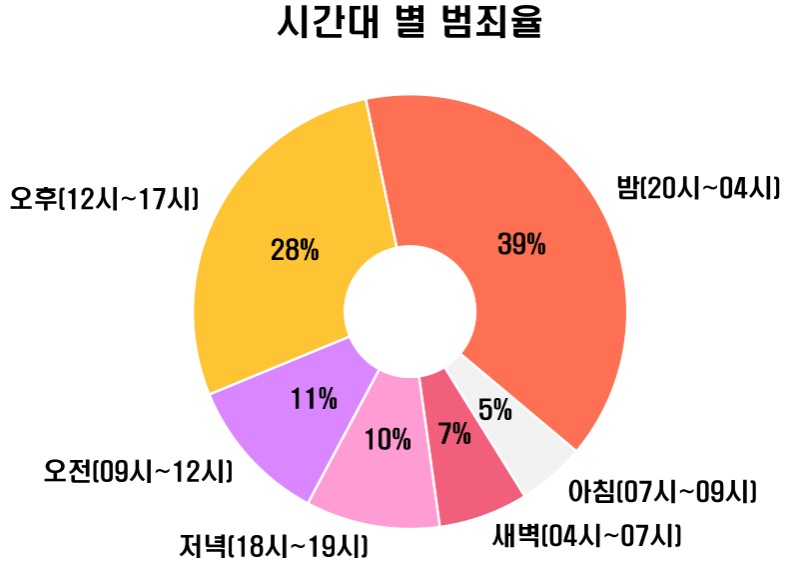 시간대 별 범죄율
밤(20시~04시)
오후(12시~17시)
39%
28%
11%
5%
7%
10%
오전(09시~12시)
아침(07시~09시)
새벽(04시~07시)
저녁(18시~19시)